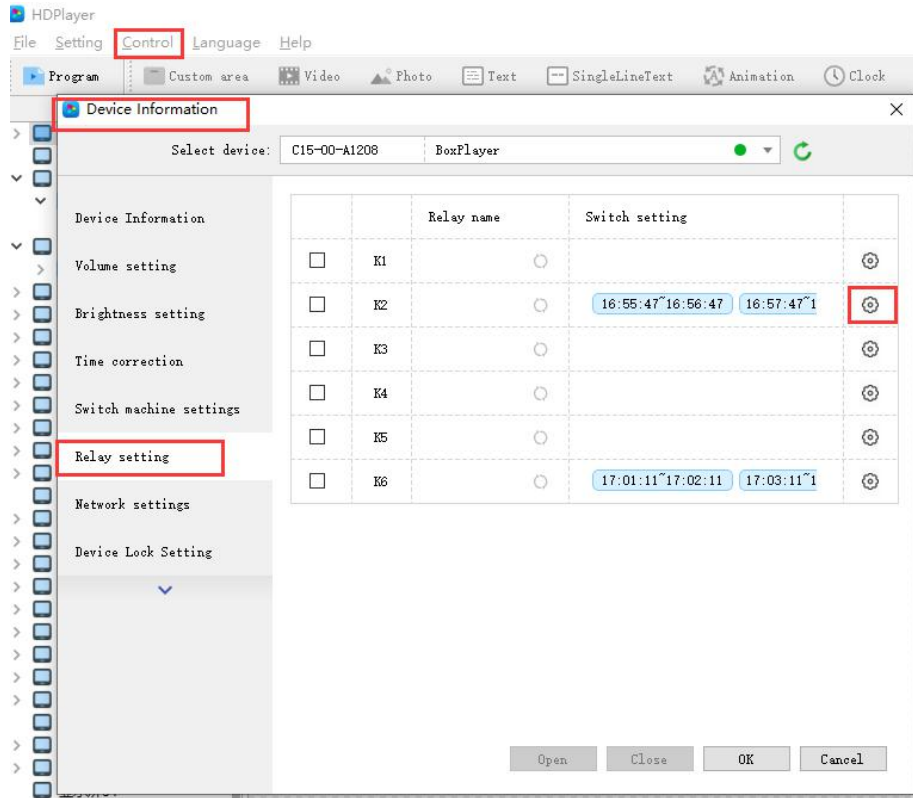 HDPlayer
File Setting Control Language Help
Program Custom area Video Photo Text SingleLineText Animation Clock
Device Information
Select device: C15-00-A1208 BoxPlayer
Device Information
Volume setting
Brightness setting
Time correction
Switch machine settings
Relay setting
Network settings
Device Lock Setting
Relay name Switch setting
K1
K2 16:55:47~16:56:47 16:57:47~1
K3
K4
K5
K6 17:01:11~17:02:11 17:03:11~1
Open Close OK Cancel